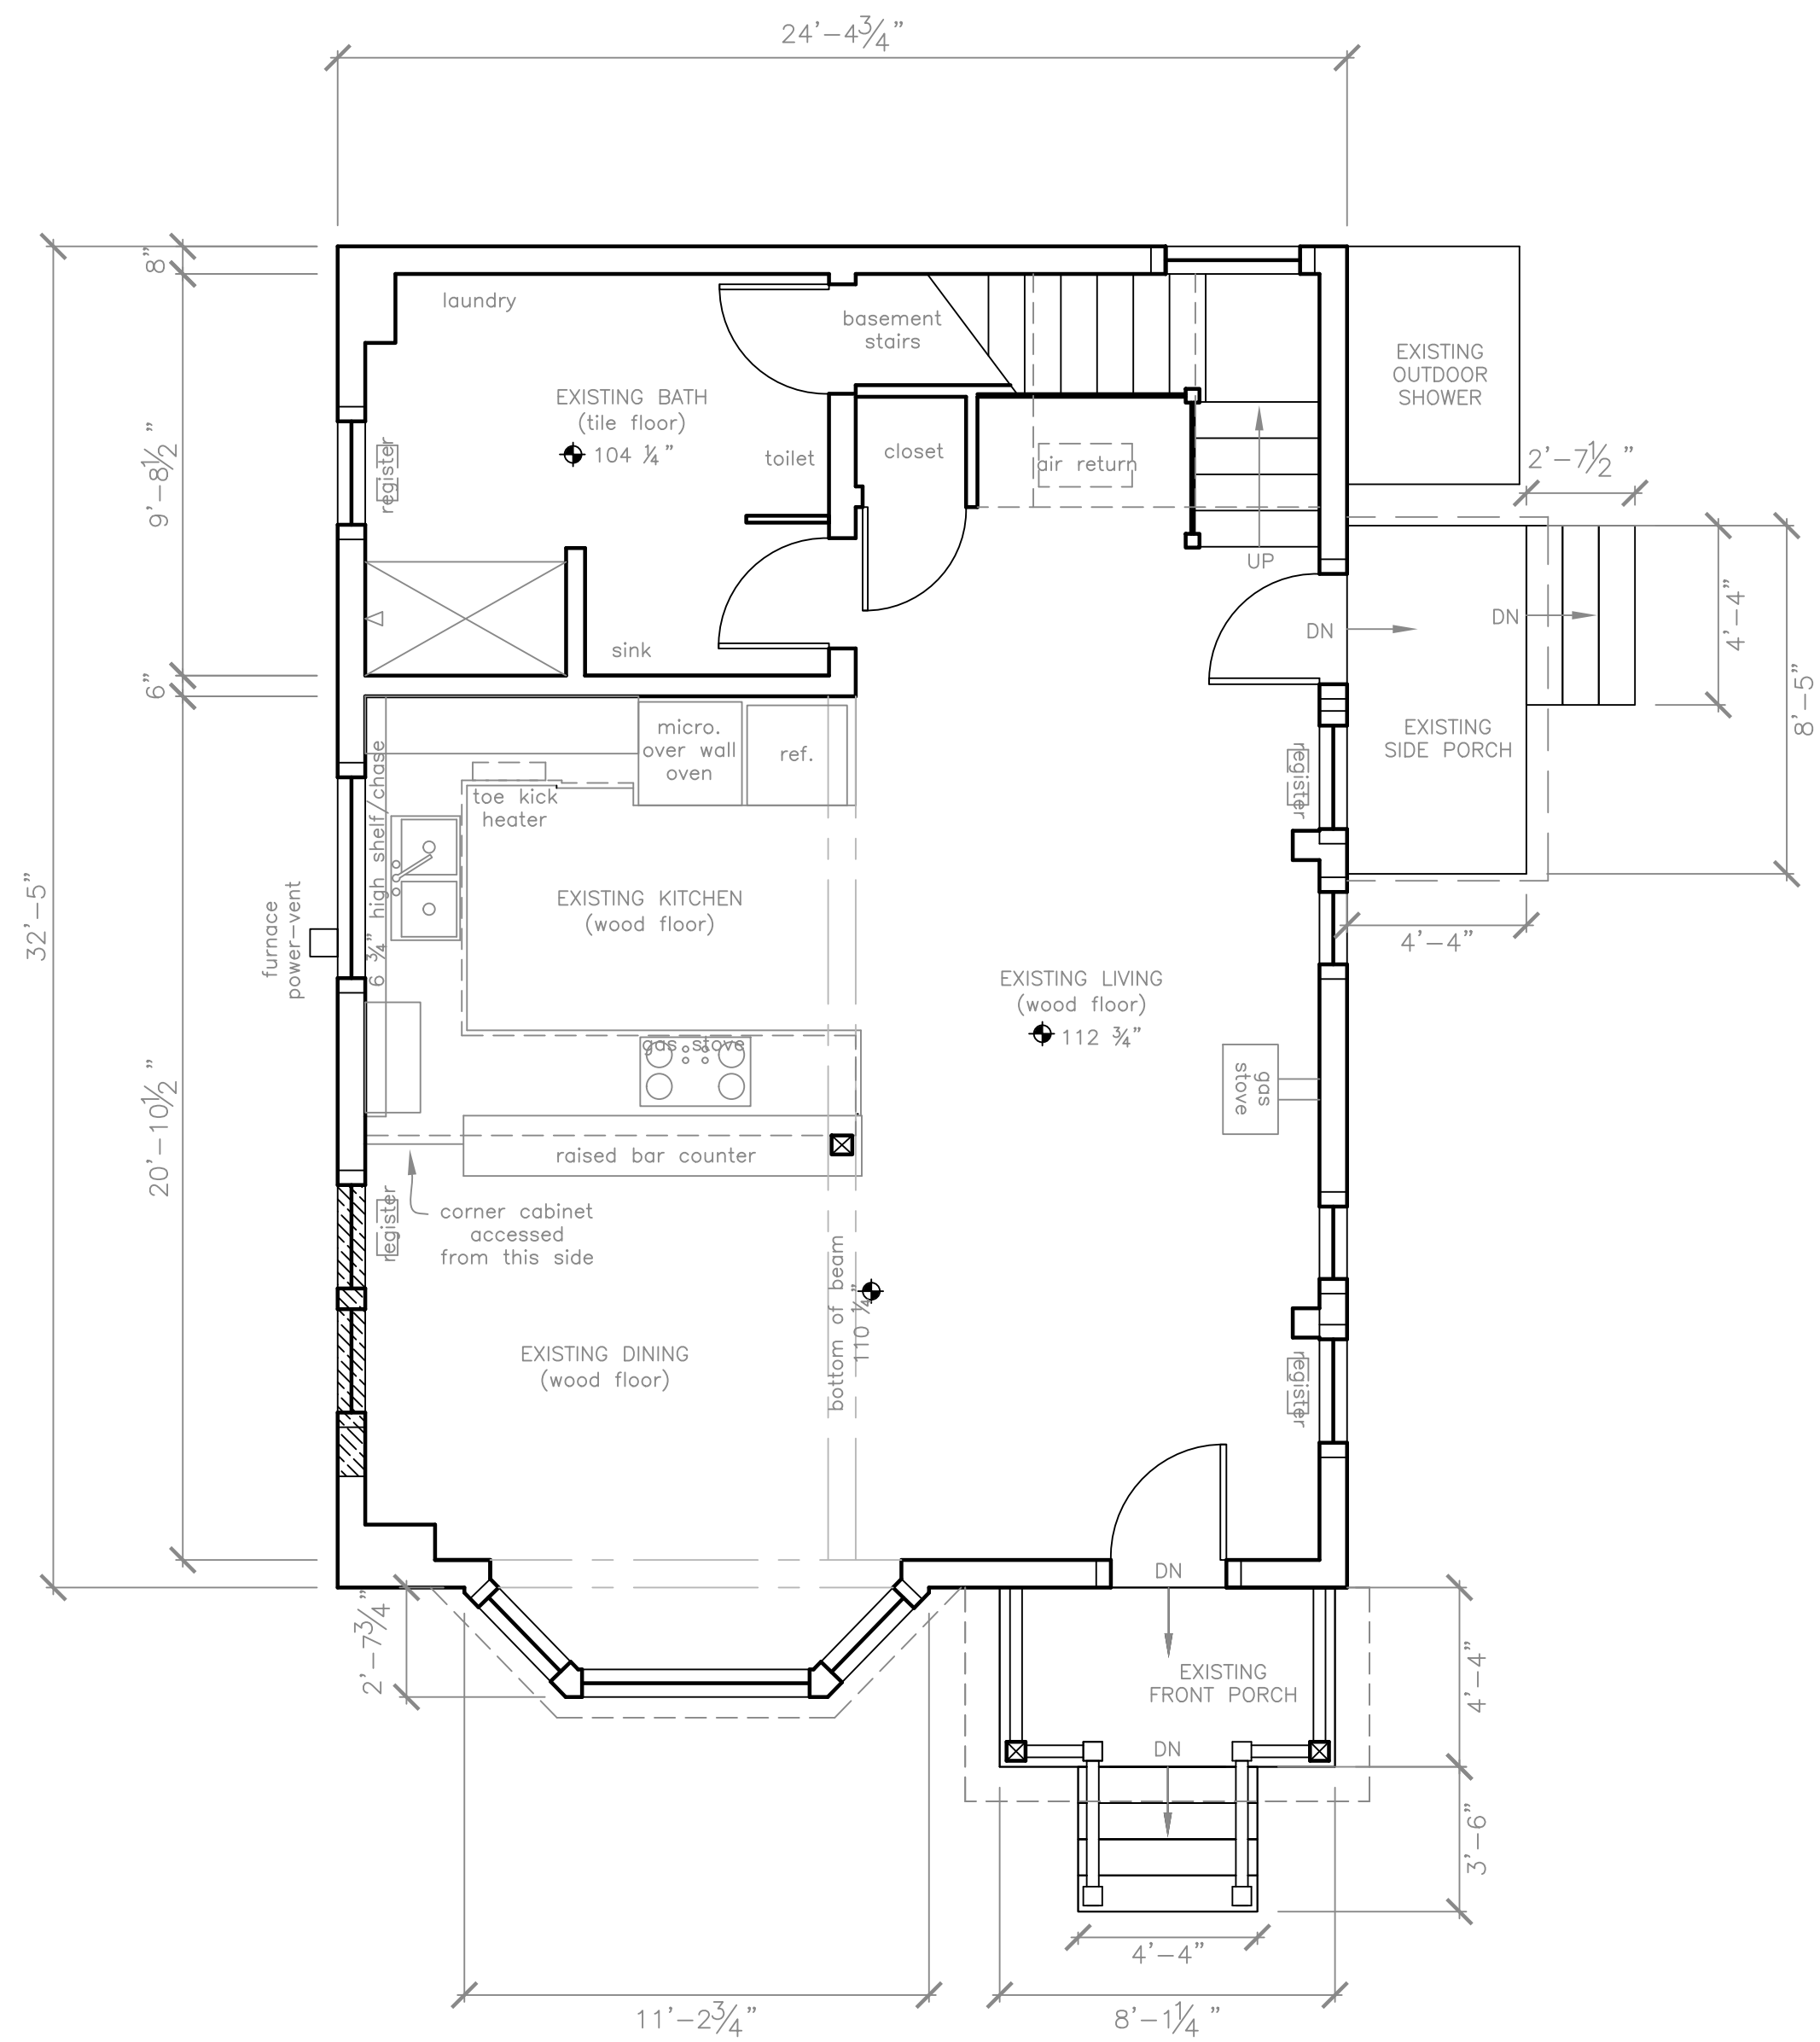 24'-4 3/4"
8"
laundry
basement
stairs
EXISTING
OUTDOOR
SHOWER
EXISTING BATH
(tile floor)
104 1/4"
register
toilet
closet
air return
2'-7 1/2 "
9'-8 1/2 "
UP
DN
DN
4'-4"
8'-5"
sink
6"
micro.
over wall
oven
ref.
EXISTING
SIDE PORCH
register
toe kick
heater
6 3/4" high shelf/chase
32'-5"
furnace
power-vent
EXISTING KITCHEN
(wood floor)
4'-4"
EXISTING LIVING
(wood floor)
112 3/4"
gas stove
gas
stove
20'-10 1/2"
raised bar counter
register
corner cabinet
accessed
from this side
bottom of beam
110 1/4"
EXISTING DINING
(wood floor)
register
DN
2'-7 3/4"
EXISTING
FRONT PORCH
4'-4"
DN
3'-6"
4'-4"
11'-2 3/4"
8'-1 1/4 "